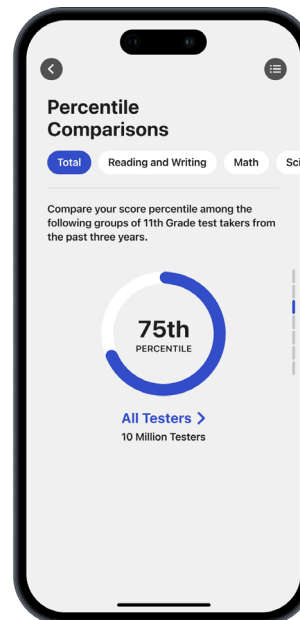 Percentile
Comparisons
Total Reading and Writing Math Sci
Compare your score percentile among the
following groups of 11th Grade test takers from
the past three years.
75th
PERCENTILE
All Testers
10 Million Testers